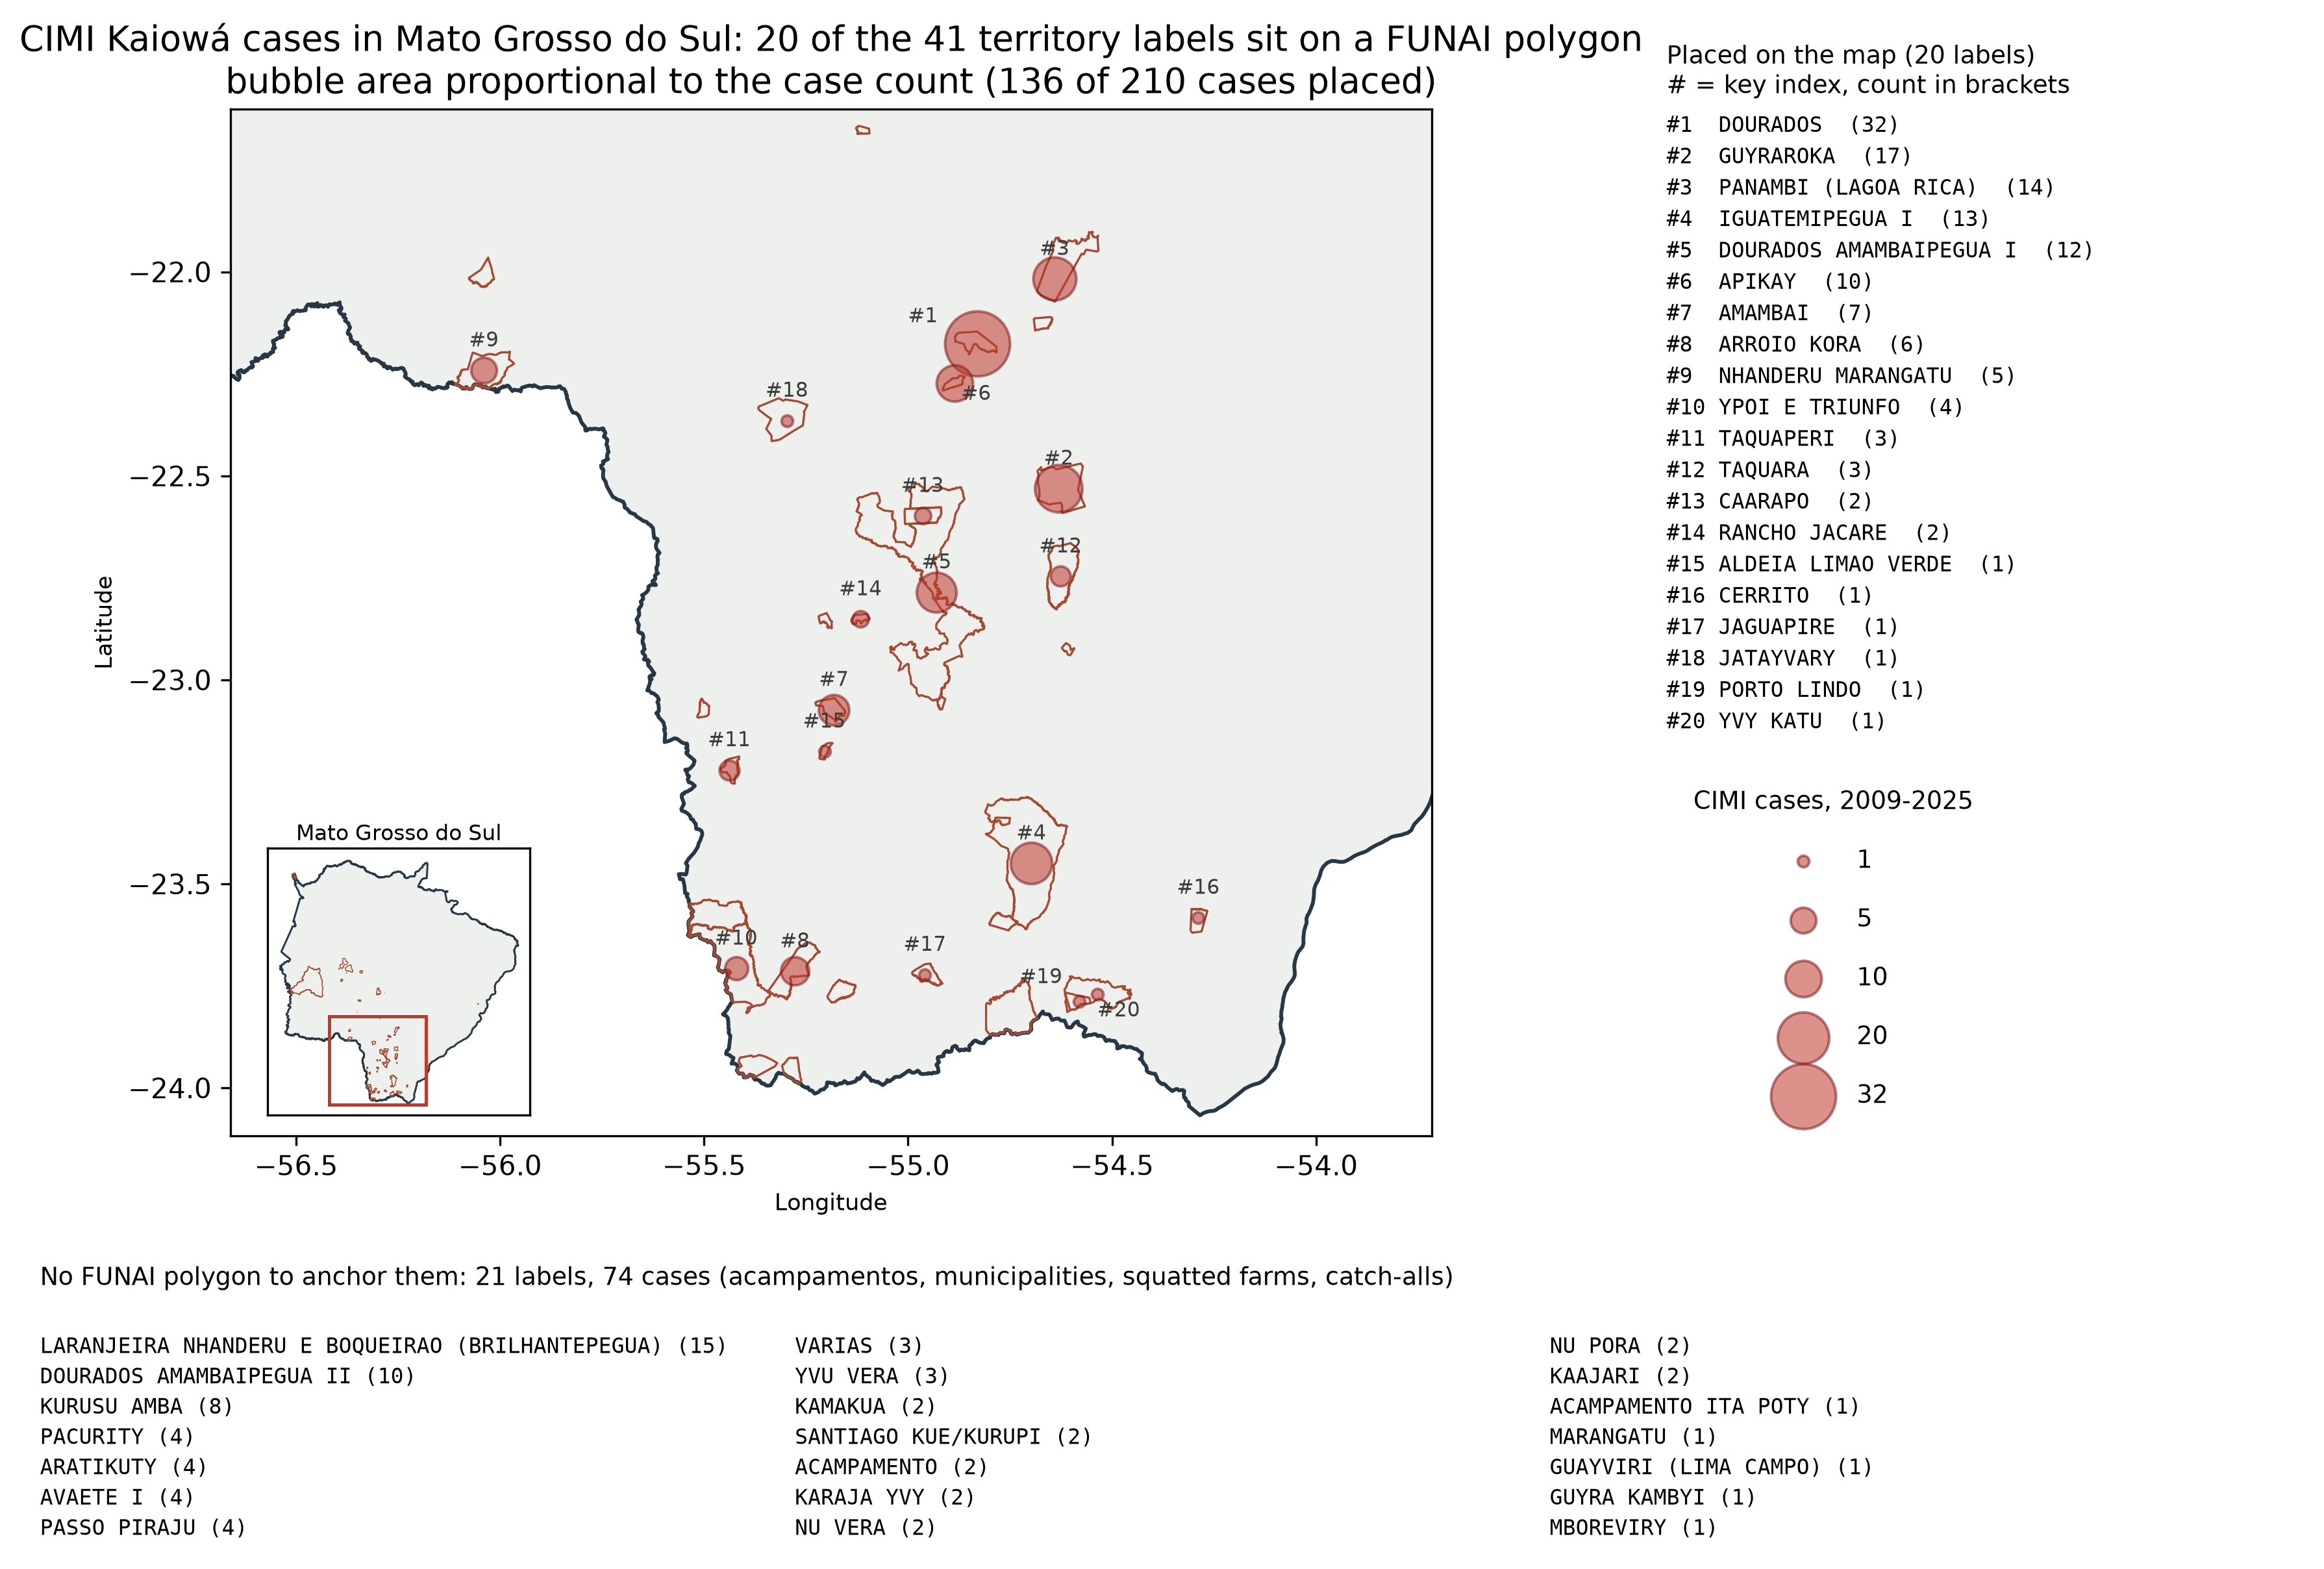 CIMI Kaiowá cases in Mato Grosso do Sul: 20 of the 41 territory labels sit on a FUNAI polygon
bubble area proportional to the case count (136 of 210 cases placed)
Placed on the map (20 labels)
# = key index, count in brackets
#1 DOURADOS (32)
#2 GUYRAROKA (17)
#3 PANAMBI (LAGOA RICA) (14)
#4 IGUATEMIPEGUA I (13)
#5 DOURADOS AMAMBAIPEGUA I (12)
#6 APIKAY (10)
#7 AMAMBAI (7)
#8 ARROIO KORA (6)
#9 NHANDERU MARANGATU (5)
#10 YPOI E TRIUNFO (4)
#11 TAQUAPERI (3)
#12 TAQUARA (3)
#13 CAARAPO (2)
#14 RANCHO JACARE (2)
#15 ALDEIA LIMAO VERDE (1)
#16 CERRITO (1)
#17 JAGUAPIRE (1)
#18 JATAYVARY (1)
#19 PORTO LINDO (1)
#20 YVY KATU (1)
CIMI cases, 2009-2025
1
5
10
20
32
Latitude
−22.0
−22.5
−23.0
−23.5
−24.0
#3
#1
#9
#6
#18
#2
#13
#12
#5
#14
#7
#15
#11
#4
#16
#10
#8
#17
#19
#20
Mato Grosso do Sul
−56.5
−56.0
−55.5
−55.0
−54.5
−54.0
Longitude
No FUNAI polygon to anchor them: 21 labels, 74 cases (acampamentos, municipalities, squatted farms, catch-alls)
LARANJEIRA NHANDERU E BOQUEIRAO (BRILHANTEPEGUA) (15)
DOURADOS AMAMBAIPEGUA II (10)
KURUSU AMBA (8)
PACURITY (4)
ARATIKUTY (4)
AVAETE I (4)
PASSO PIRAJU (4)
VARIAS (3)
YVU VERA (3)
KAMAKUA (2)
SANTIAGO KUE/KURUPI (2)
ACAMPAMENTO (2)
KARAJA YVY (2)
NU VERA (2)
NU PORA (2)
KAAJARI (2)
ACAMPAMENTO ITA POTY (1)
MARANGATU (1)
GUAYVIRI (LIMA CAMPO) (1)
GUYRA KAMBYI (1)
MBOREVIRY (1)